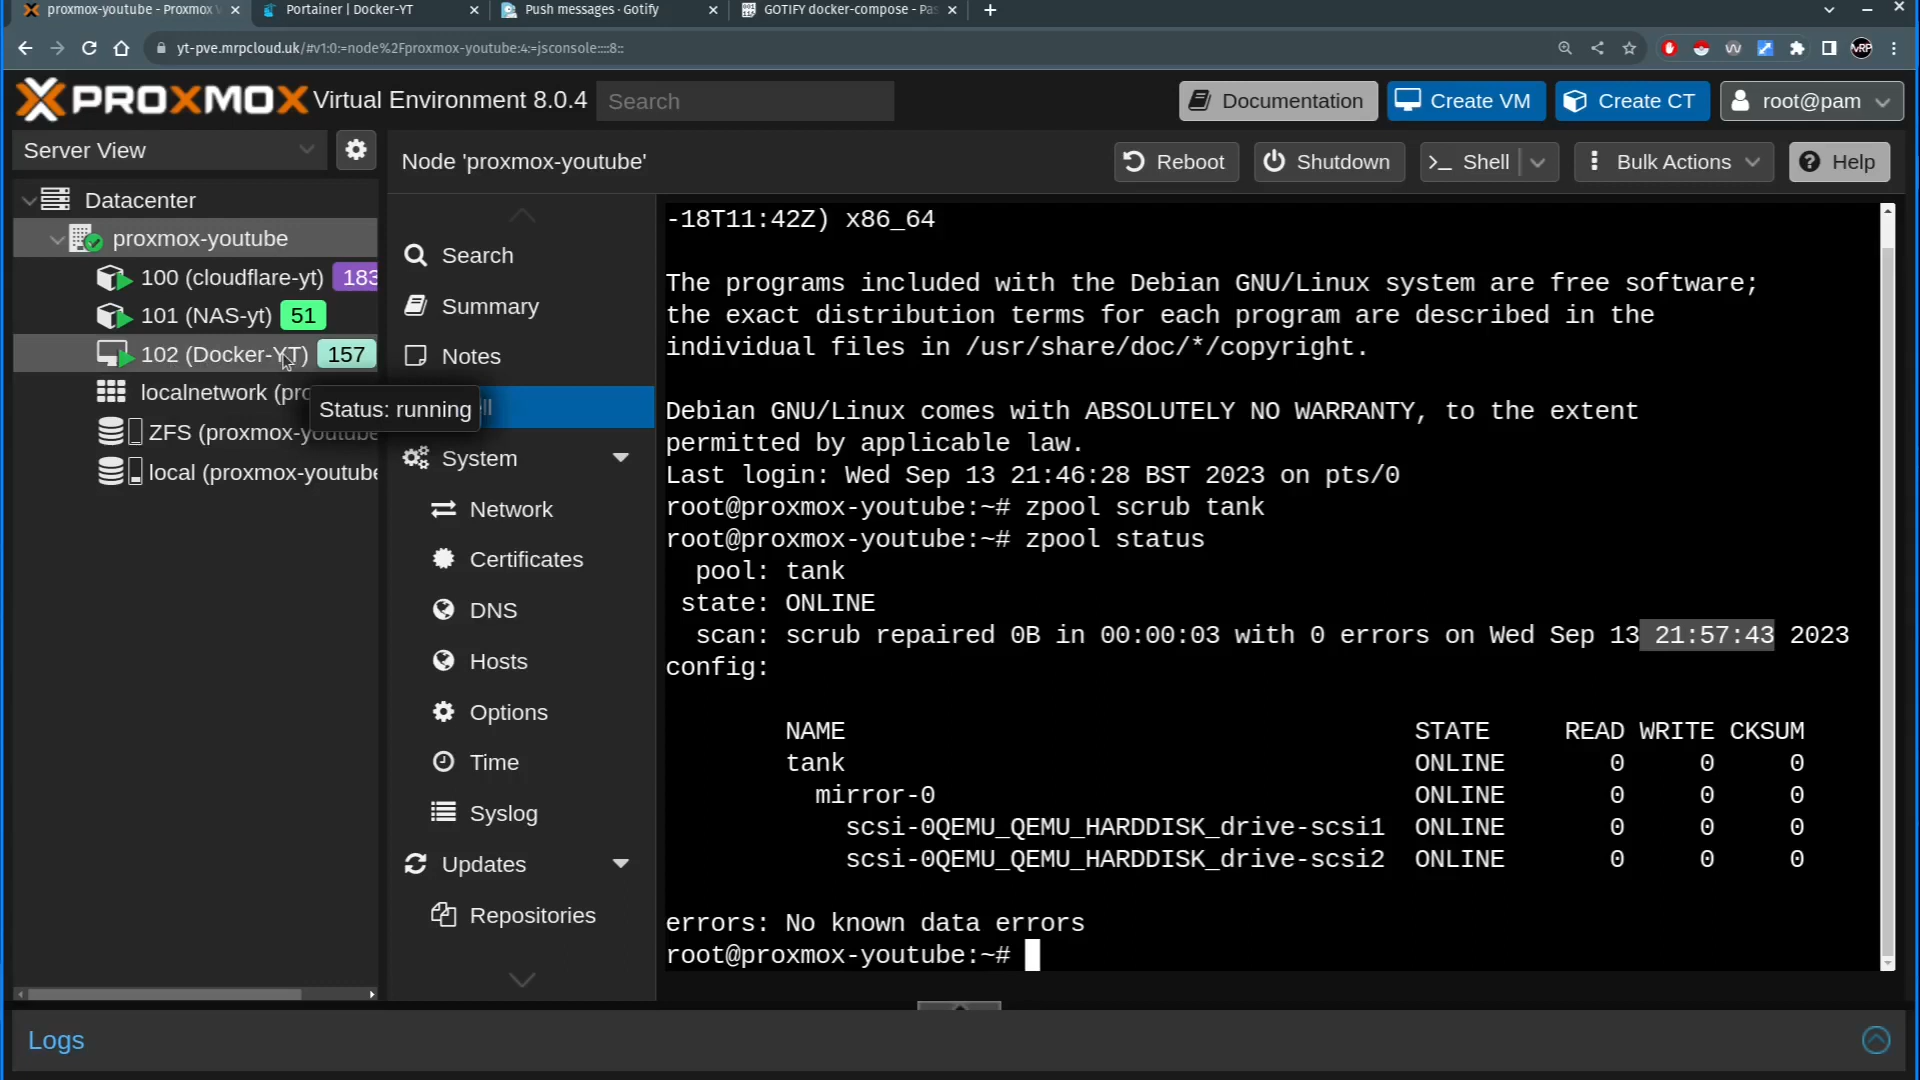 proxmox-youtube - Proxmox V
Portainer | Docker-YT
Push messages · Gotify
GOTIFY docker-compose - Pas
yt-pve.mrpcloud.uk/#v1:0:=node%2Fproxmox-youtube:4:=jsconsole::::8::
PROXMOX Virtual Environment 8.0.4
Search
Documentation
Create VM
Create CT
root@pam
Server View
Node 'proxmox-youtube'
Reboot
Shutdown
Shell
Bulk Actions
Help
Datacenter
proxmox-youtube
100 (cloudflare-yt) 183
101 (NAS-yt) 51
102 (Docker-YT) 157
localnetwork (pro
Status: running
ZFS (proxmox-youtube
local (proxmox-youtube
Search
Summary
Notes
ll
System
Network
Certificates
DNS
Hosts
Options
Time
Syslog
Updates
Repositories
-18T11:42Z) x86_64
The programs included with the Debian GNU/Linux system are free software;
the exact distribution terms for each program are described in the
individual files in /usr/share/doc/*/copyright.
Debian GNU/Linux comes with ABSOLUTELY NO WARRANTY, to the extent
permitted by applicable law.
Last login: Wed Sep 13 21:46:28 BST 2023 on pts/0
root@proxmox-youtube:~# zpool scrub tank
root@proxmox-youtube:~# zpool status
pool: tank
state: ONLINE
scan: scrub repaired 0B in 00:00:03 with 0 errors on Wed Sep 13 21:57:43 2023
config:
NAME STATE READ WRITE CKSUM
tank ONLINE 0 0 0
mirror-0 ONLINE 0 0 0
scsi-0QEMU_QEMU_HARDDISK_drive-scsi1 ONLINE 0 0 0
scsi-0QEMU_QEMU_HARDDISK_drive-scsi2 ONLINE 0 0 0
errors: No known data errors
root@proxmox-youtube:~#
Logs